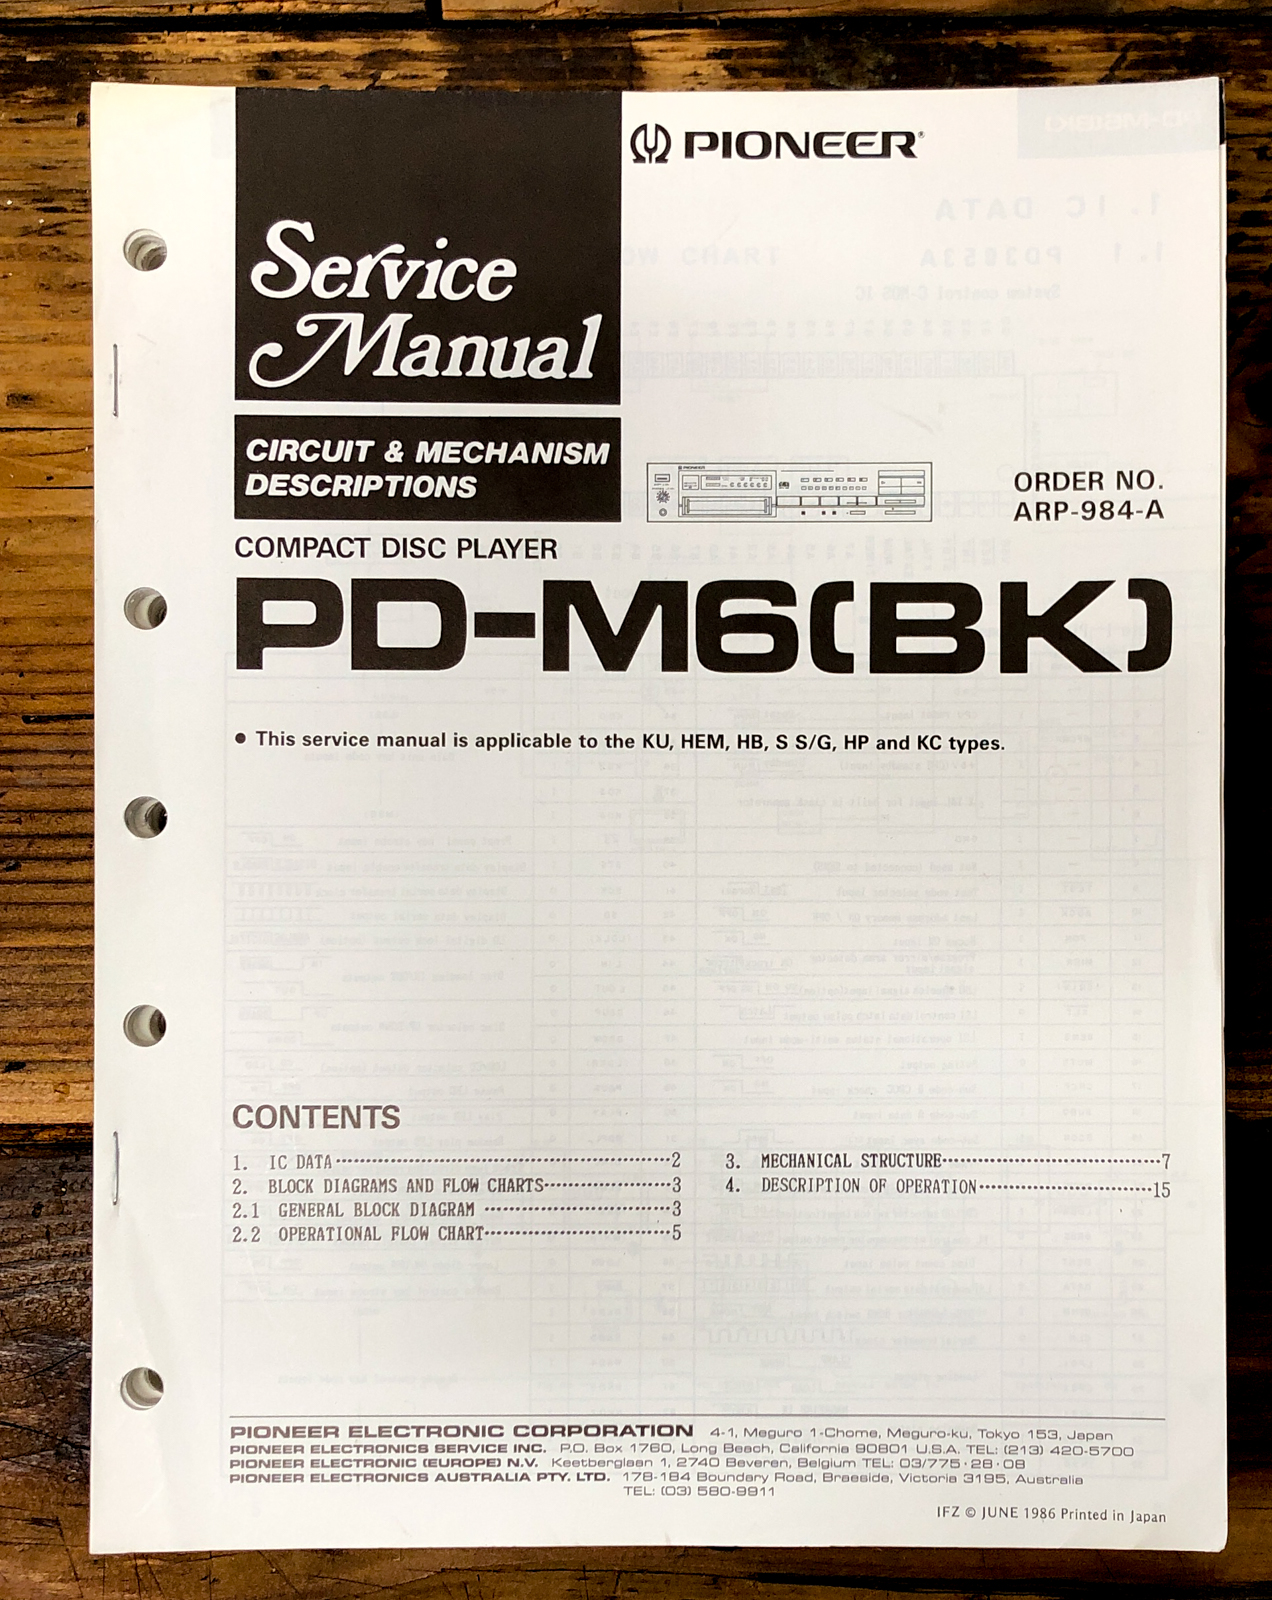 PIONEER®
Service
Manual
CIRCUIT & MECHANISM
DESCRIPTIONS
PIONEER
ORDER NO.
ARP-984-A
COMPACT DISC PLAYER
PD-M6(BK)
● This service manual is applicable to the KU, HEM, HB, S S/G, HP and KC types.
CONTENTS
1. IC DATA 2
2. BLOCK DIAGRAMS AND FLOW CHARTS 3
2.1 GENERAL BLOCK DIAGRAM 3
2.2 OPERATIONAL FLOW CHART 5
3. MECHANICAL STRUCTURE 7
4. DESCRIPTION OF OPERATION 15
PIONEER ELECTRONIC CORPORATION 4-1, Meguro 1-Chome, Meguro-ku, Tokyo 153, Japan
PIONEER ELECTRONICS SERVICE INC. P.O. Box 1760, Long Beach, California 90801 U.S.A. TEL: (213) 420-5700
PIONEER ELECTRONIC (EUROPE) N.V. Keetberglaan 1, 2740 Beveren, Belgium TEL: 03/775·28·08
PIONEER ELECTRONICS AUSTRALIA PTY. LTD. 178-184 Boundary Road, Braeside, Victoria 3195, Australia
TEL: (03) 580-9911
IFZ © JUNE 1986 Printed in Japan